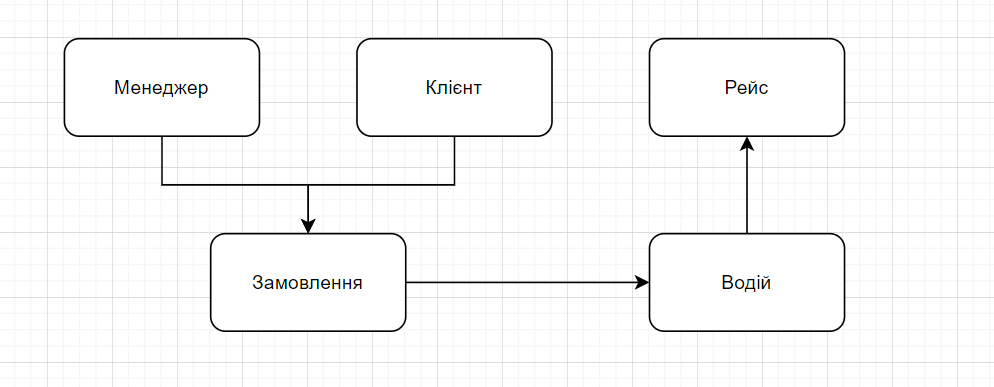 Менеджер
Клієнт
Рейс
Замовлення
Водій